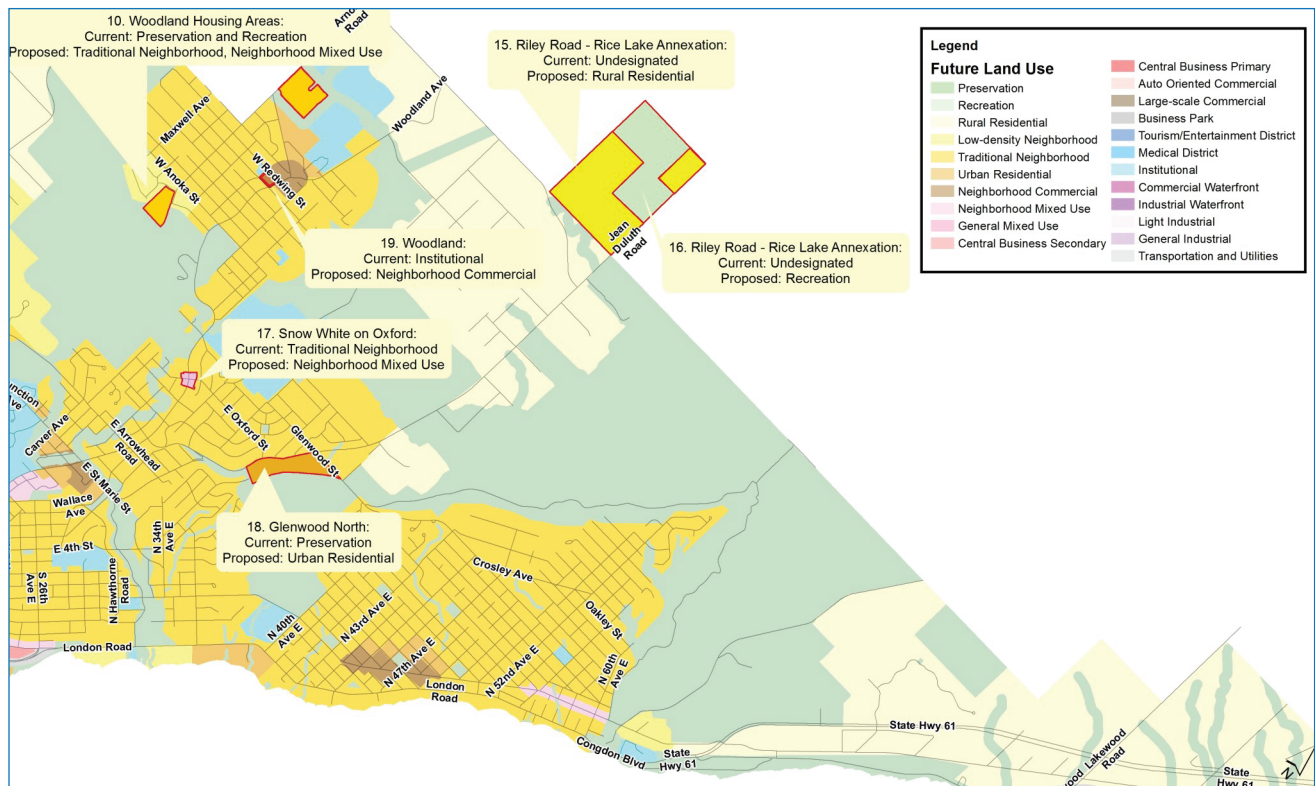 10. Woodland Housing Areas:
Current: Preservation and Recreation
Proposed: Traditional Neighborhood, Neighborhood Mixed Use
Road
Woodland Ave
15. Riley Road - Rice Lake Annexation:
Current: Undesignated
Proposed: Rural Residential
Legend
Future Land Use
Preservation
Recreation
Rural Residential
Low-density Neighborhood
Traditional Neighborhood
Urban Residential
Neighborhood Commercial
Neighborhood Mixed Use
General Mixed Use
Central Business Secondary
Central Business Primary
Auto Oriented Commercial
Large-scale Commercial
Business Park
Tourism/Entertainment District
Medical District
Institutional
Commercial Waterfront
Industrial Waterfront
Light Industrial
General Industrial
Transportation and Utilities
Maxwell Ave
W Anoka St
W Redwing St
19. Woodland:
Current: Institutional
Proposed: Neighborhood Commercial
Jean
Duluth
Road
16. Riley Road - Rice Lake Annexation:
Current: Undesignated
Proposed: Recreation
17. Snow White on Oxford:
Current: Traditional Neighborhood
Proposed: Neighborhood Mixed Use
Carver Ave
E Arrowhead
Road
E Oxford St
Glenwood St
E St Marie St
Wallace
Ave
18. Glenwood North:
Current: Preservation
Proposed: Urban Residential
E 4th St
N 34th
Ave E
S 26th
Ave E
N Hawthorne
Road
London Road
N 40th
Ave E
N 43rd Ave E
N 47th Ave E
Crosley Ave
Oakley St
N 52nd Ave E
N 60th
Ave E
London
Road
Congdon Blvd
State
Hwy 61
State Hwy 61
Lakewood
Road
State
Hwy 61
N